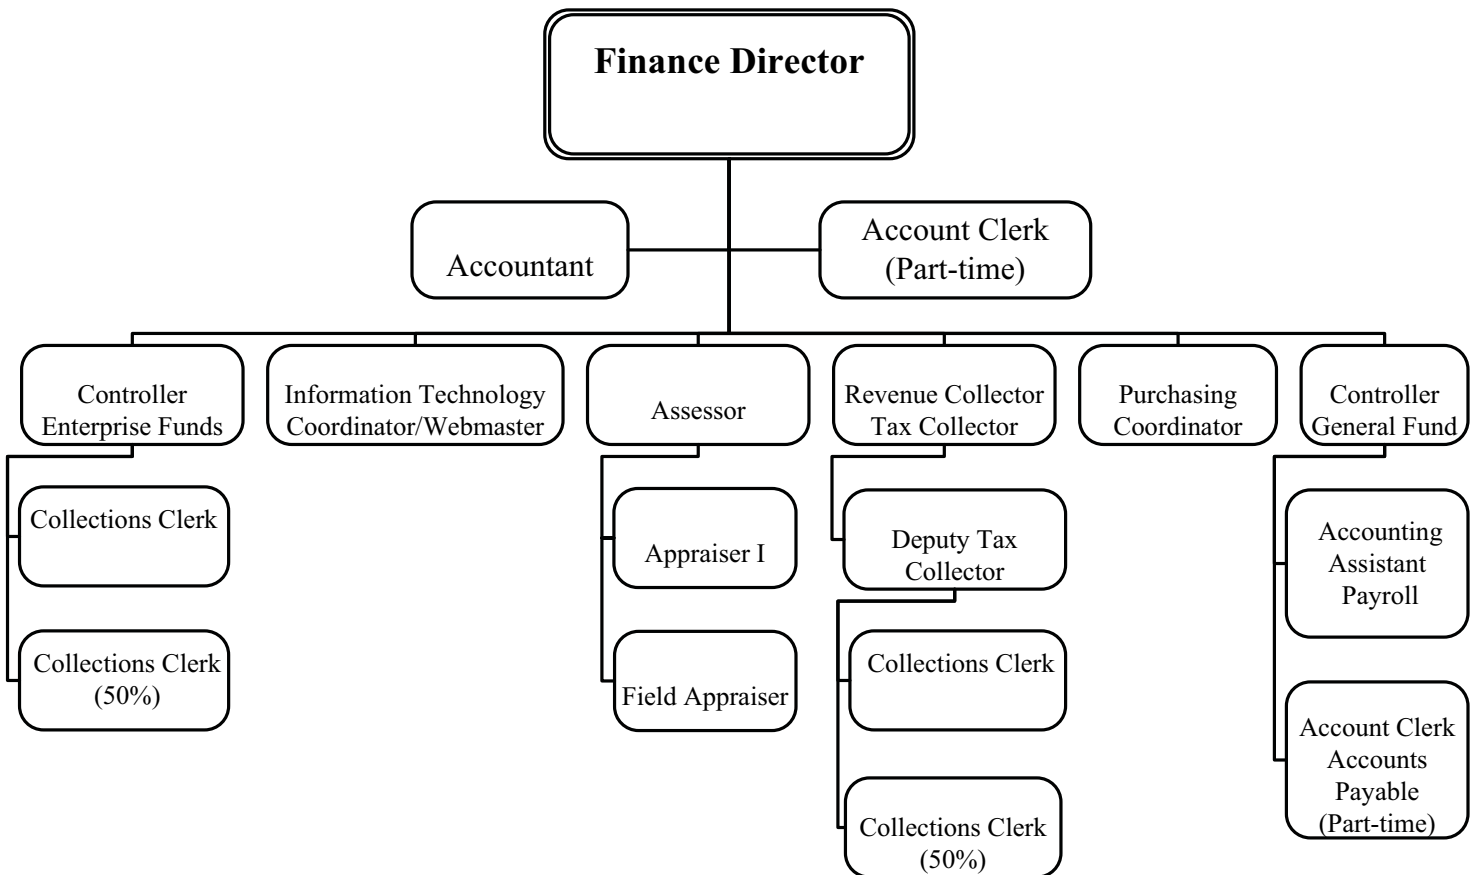 Finance Director
Accountant
Account Clerk
(Part-time)
Controller
Enterprise Funds
Information Technology
Coordinator/Webmaster
Assessor
Revenue Collector
Tax Collector
Purchasing
Coordinator
Controller
General Fund
Collections Clerk
Collections Clerk
(50%)
Appraiser I
Field Appraiser
Deputy Tax
Collector
Collections Clerk
Collections Clerk
(50%)
Accounting
Assistant
Payroll
Account Clerk
Accounts
Payable
(Part-time)